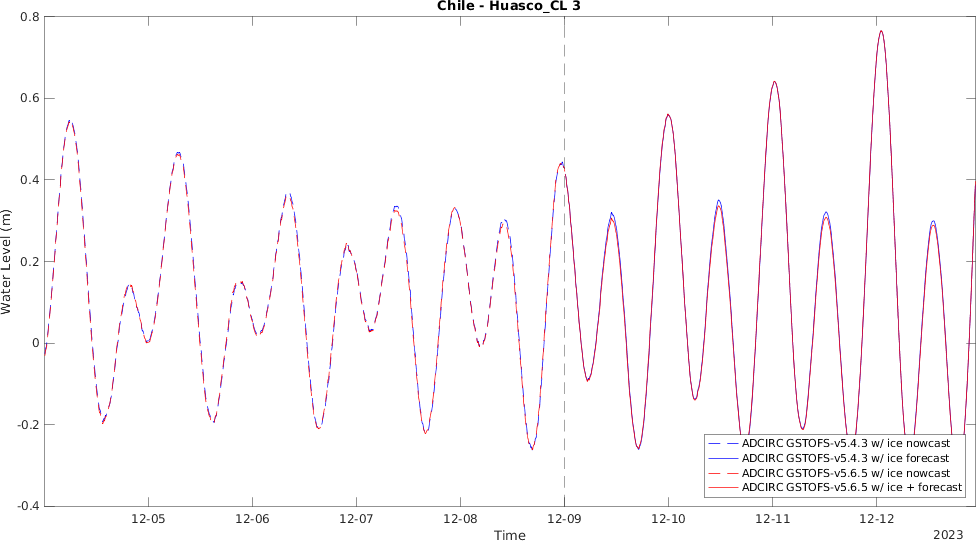 Chile - Huasco_CL 3
0.8
0.6
0.4
0.2
0
-0.2
-0.4
Water Level (m)
12-05
12-06
12-07
12-08
12-09
12-10
12-11
12-12
Time
2023
ADCIRC GSTOFS-v5.4.3 w/ ice nowcast
ADCIRC GSTOFS-v5.4.3 w/ ice forecast
ADCIRC GSTOFS-v5.6.5 w/ ice nowcast
ADCIRC GSTOFS-v5.6.5 w/ ice + forecast